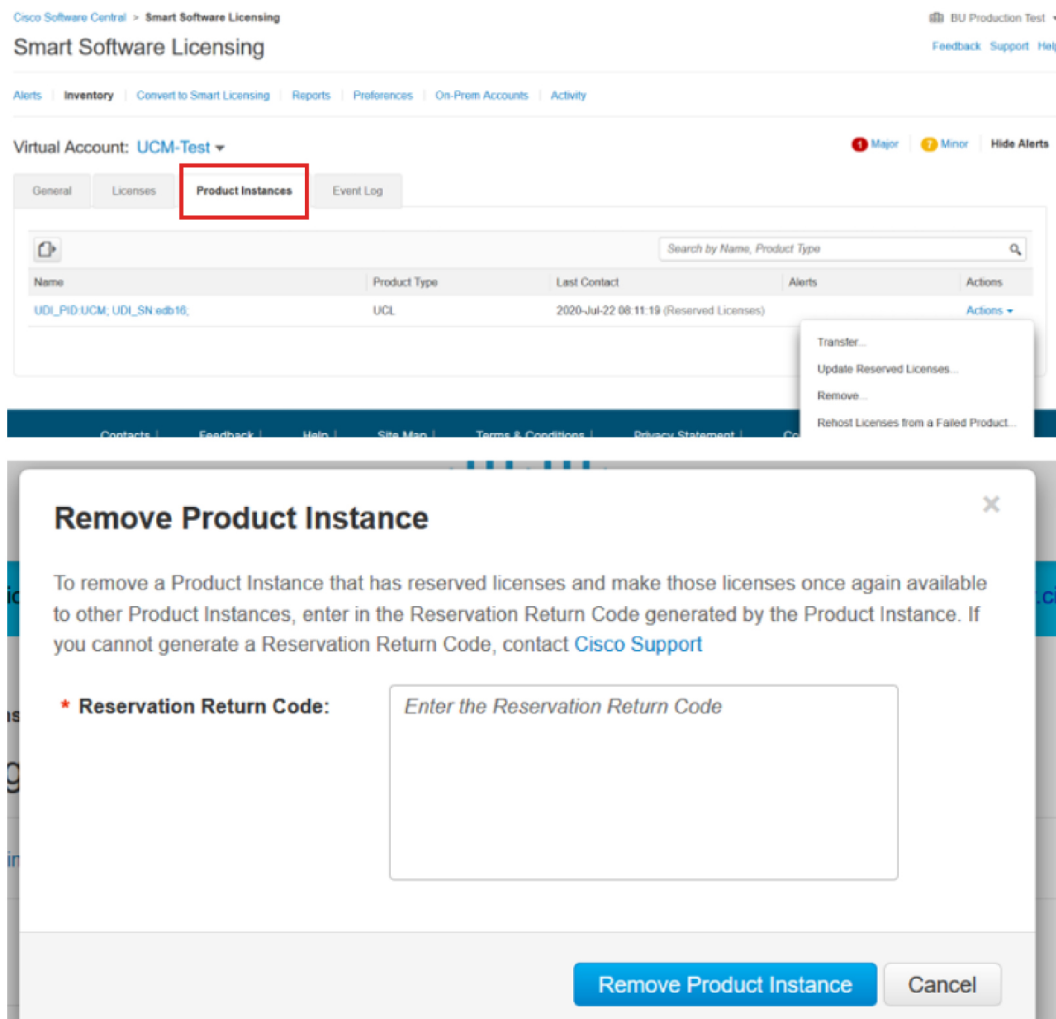 Cisco Software Central > Smart Software Licensing
BU Production Test
Smart Software Licensing
Feedback Support Help
Alerts | Inventory | Convert to Smart Licensing | Reports | Preferences | On-Prem Accounts | Activity
Virtual Account: UCM-Test
1 Major
7 Minor
Hide Alerts
General
Licenses
Product Instances
Event Log
Search by Name, Product Type
Name Product Type Last Contact Alerts Actions
UDI_PID:UCM; UDI_SN:edb16; UCL 2020-Jul-22 08:11:19 (Reserved Licenses) Actions
Transfer...
Update Reserved Licenses...
Remove...
Rehost Licenses from a Failed Product...
Contacts | Feedback | Help | Site Map | Terms & Conditions | Privacy Statement |
Remove Product Instance
To remove a Product Instance that has reserved licenses and make those licenses once again available
to other Product Instances, enter in the Reservation Return Code generated by the Product Instance. If
you cannot generate a Reservation Return Code, contact Cisco Support
* Reservation Return Code:
Enter the Reservation Return Code
Remove Product Instance
Cancel